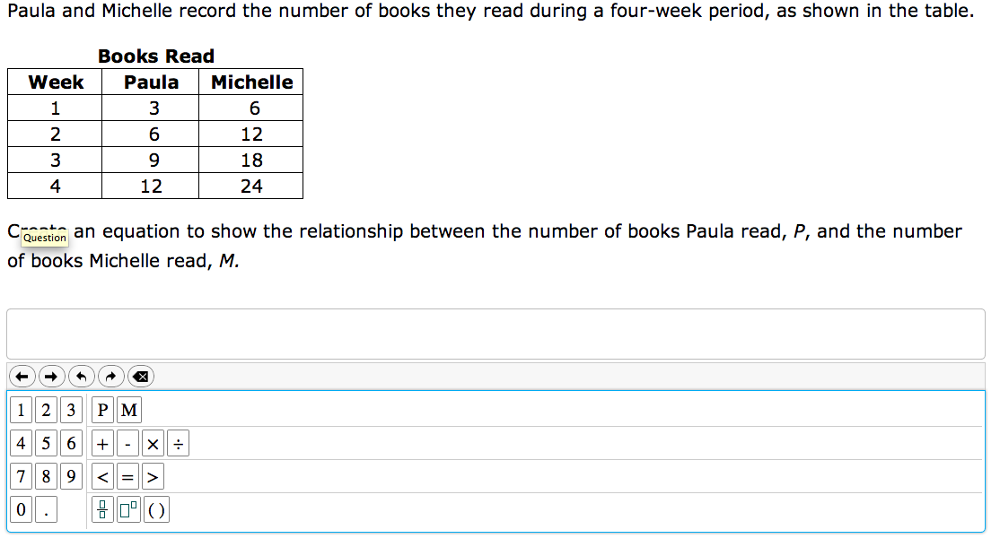 Paula and Michelle record the number of books they read during a four-week period, as shown in the table.
Books Read
Week Paula Michelle
1 3 6
2 6 12
3 9 18
4 12 24
an equation to show the relationship between the number of books Paula read, P, and the number
Question
of books Michelle read, M.
1 2 3 P M
4 5 6 + - × ÷
7 8 9 < = >
0 . ( )